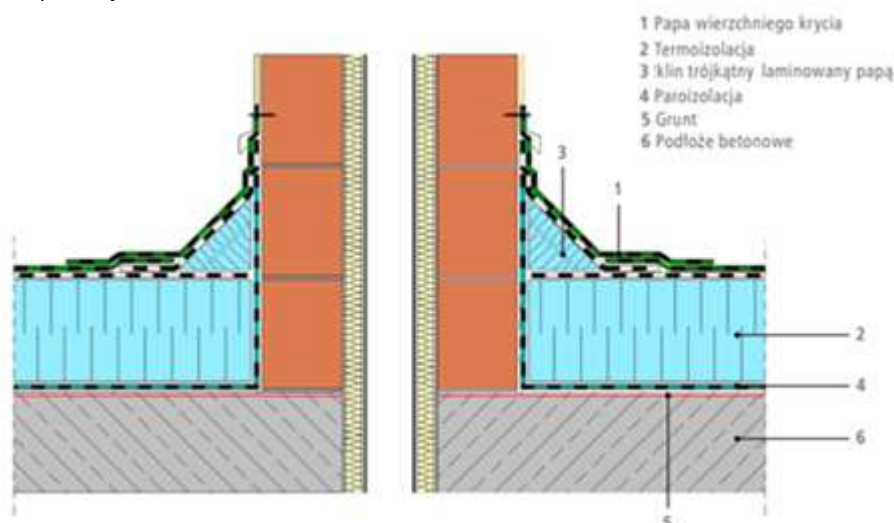 1 Papa wierzchniego krycia
2 Termoizolacja
3 :klin trójkątny laminowany papą
4 Paroizolacja
5 Grunt
6 Podłoże betonowe
3
1
2
4
6
5